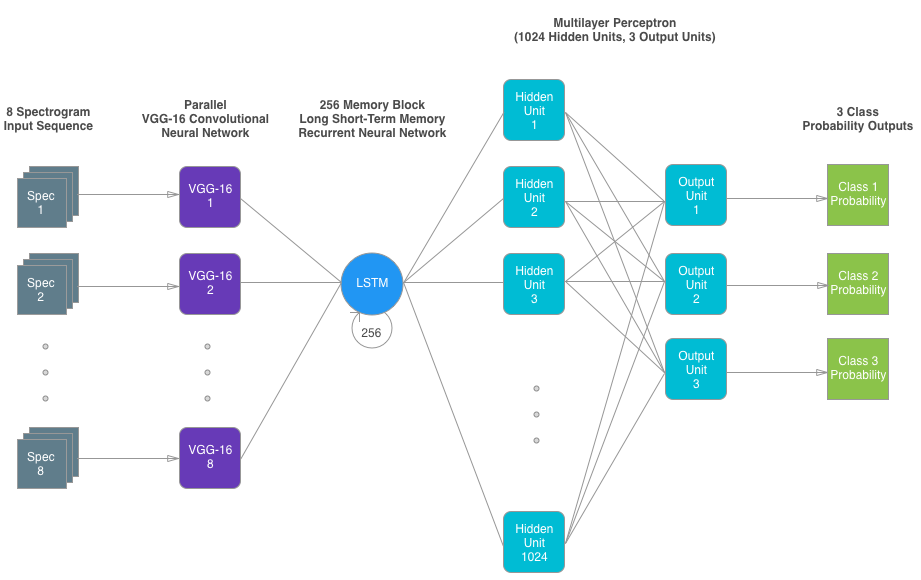 Multilayer Perceptron
(1024 Hidden Units, 3 Output Units)
8 Spectrogram
Input Sequence
Parallel
VGG-16 Convolutional
Neural Network
256 Memory Block
Long Short-Term Memory
Recurrent Neural Network
3 Class
Probability Outputs
Spec
1
Spec
2
Spec
8
VGG-16
1
VGG-16
2
VGG-16
8
LSTM
256
Hidden
Unit
1
Hidden
Unit
2
Hidden
Unit
3
Hidden
Unit
1024
Output
Unit
1
Output
Unit
2
Output
Unit
3
Class 1
Probability
Class 2
Probability
Class 3
Probability